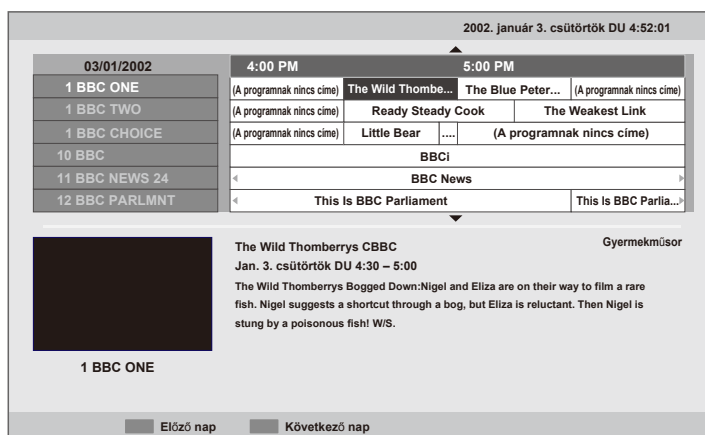 2002. január 3. csütörtök DU 4:52:01
03/01/2002 4:00 PM 5:00 PM
1 BBC ONE (A programnak nincs címe) The Wild Thombe... The Blue Peter... (A programnak nincs címe)
1 BBC TWO (A programnak nincs címe) Ready Steady Cook The Weakest Link
1 BBC CHOICE (A programnak nincs címe) Little Bear .... (A programnak nincs címe)
10 BBC BBCi
11 BBC NEWS 24 BBC News
12 BBC PARLMNT This Is BBC Parliament This Is BBC Parlia...
The Wild Thomberrys CBBC Gyermekműsor
Jan. 3. csütörtök DU 4:30 – 5:00
The Wild Thomberrys Bogged Down:Nigel and Eliza are on their way to film a rare
fish. Nigel suggests a shortcut through a bog, but Eliza is reluctant. Then Nigel is
stung by a poisonous fish! W/S.
1 BBC ONE
Előző nap Következő nap